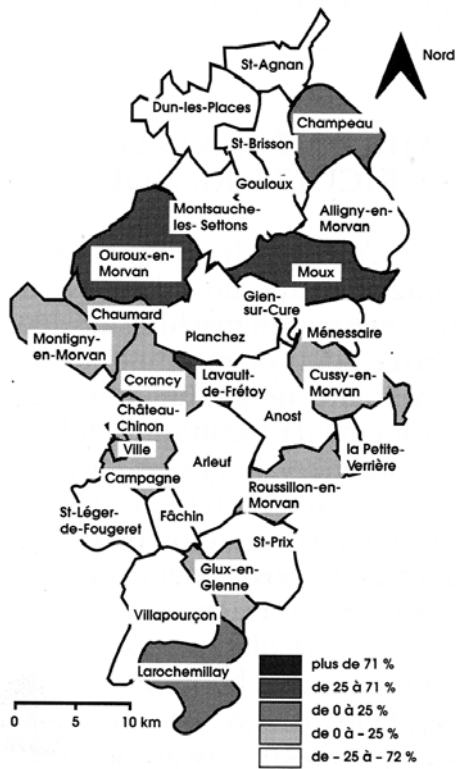 Nord
St-Agnan
Dun-les-Places
Champeau
St-Brisson
Gouloux
Montsauche-
les- Settons
Alligny-en-
Morvan
Ouroux-en-
Morvan
Moux
Gien-
sur-Cure
Chaumard
Ménessaire
Planchez
Montigny-
en-Morvan
Corancy
Lavault-
de-Frétoy
Cussy-en-
Morvan
Château-
Chinon
Anost
Ville
Arleuf
la Petite-
Verrière
Campagne
Roussillon-en-
Morvan
St-Léger-
de-Fougeret
Fâchin
St-Prix
Glux-en-
Glenne
Villapourçon
Larochemillay
0 5 10 km
plus de 71 %
de 25 à 71 %
de 0 à 25 %
de 0 à - 25 %
de - 25 à - 72 %